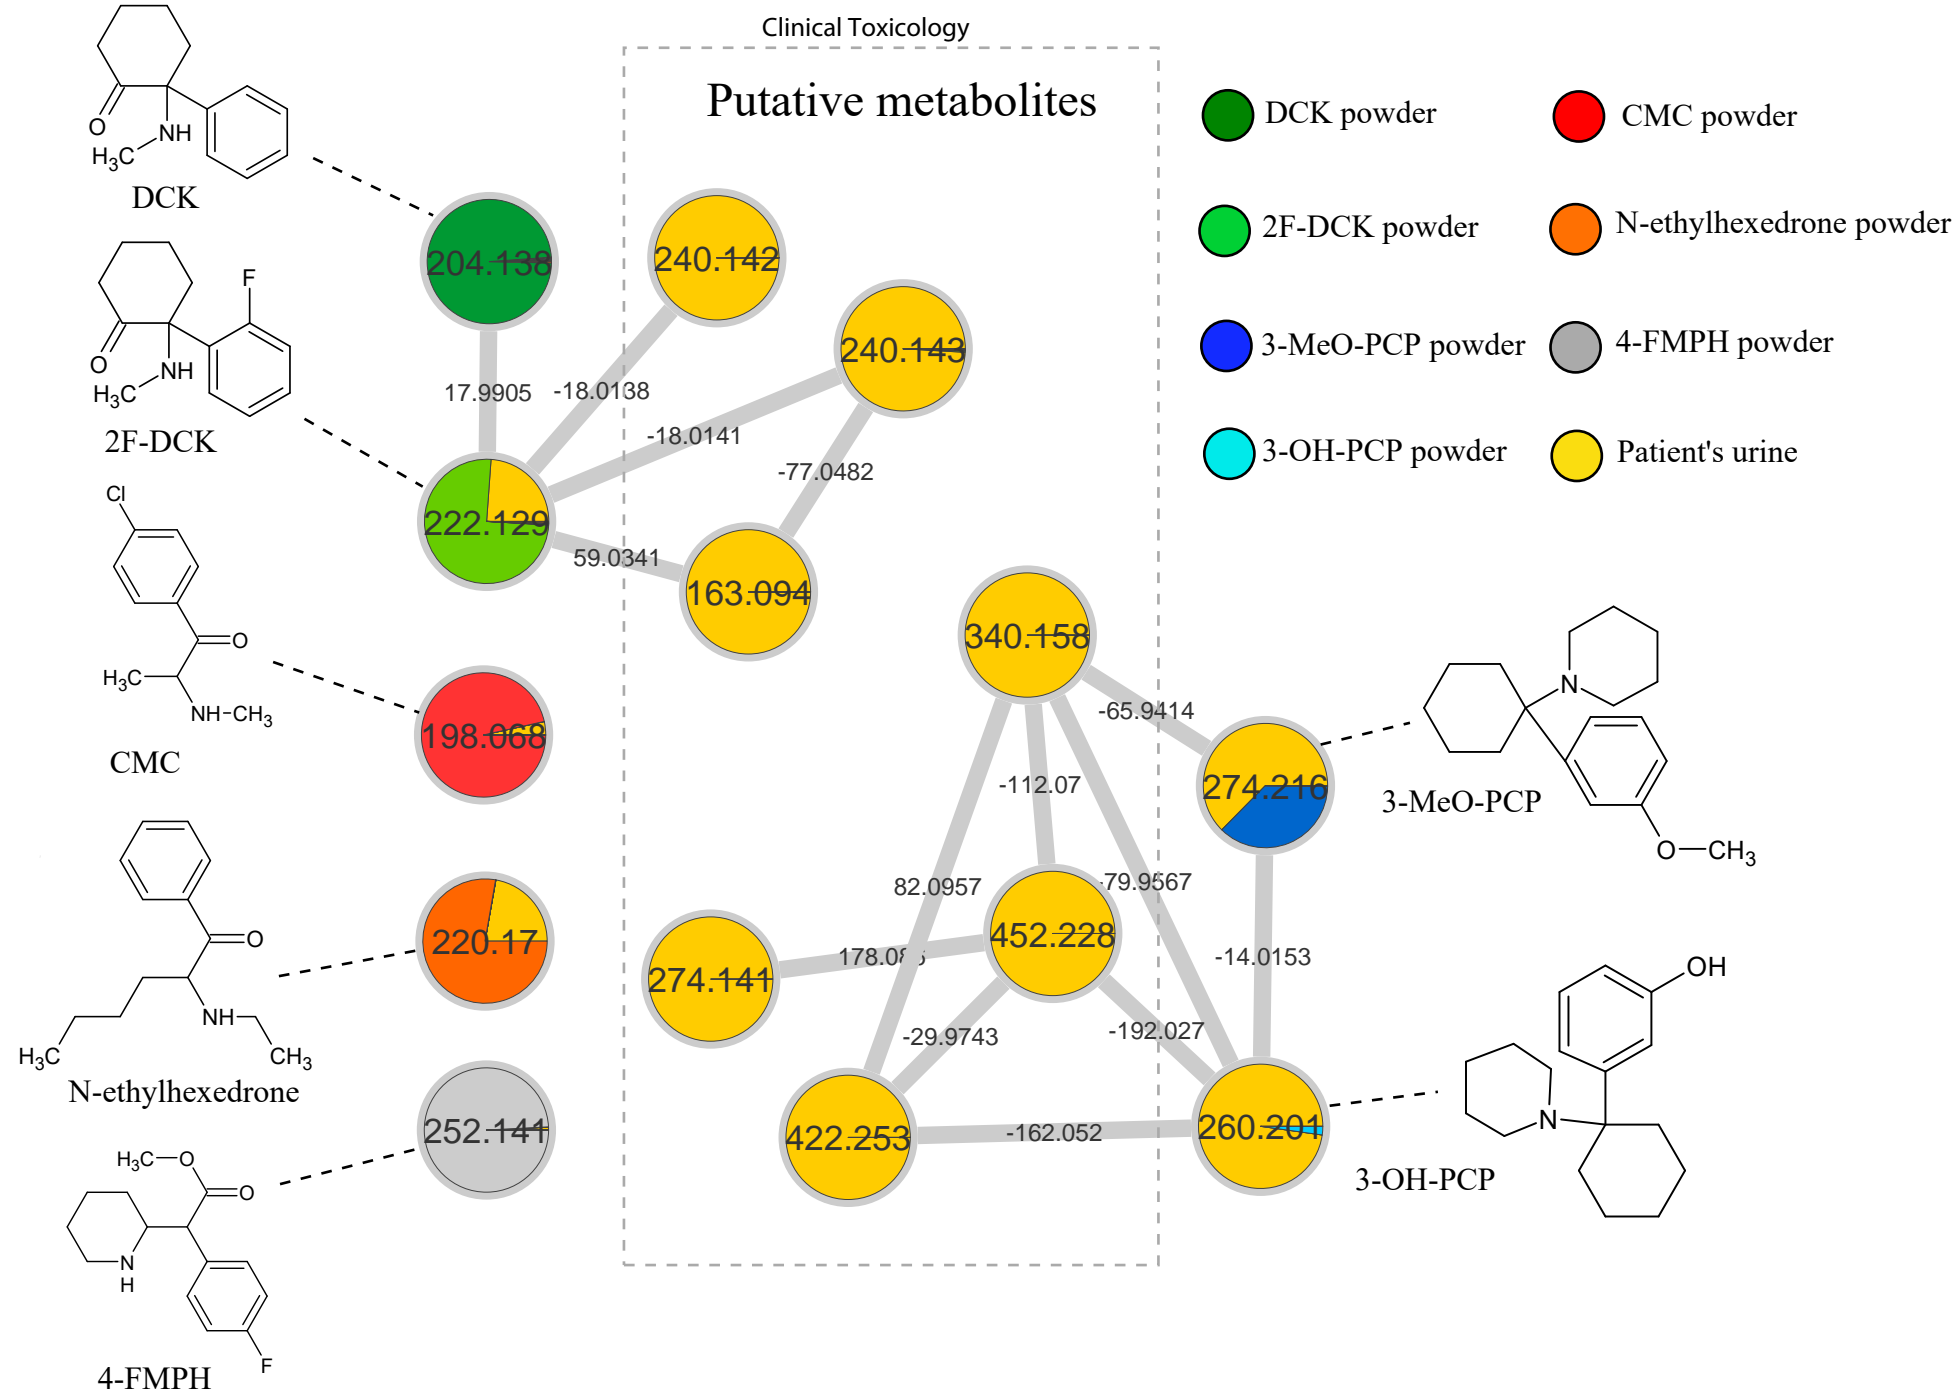 Clinical Toxicology
Putative metabolites
DCK powder
CMC powder
2F-DCK powder
N-ethylhexedrone powder
3-MeO-PCP powder
4-FMPH powder
3-OH-PCP powder
Patient's urine
O
NH
H3C
DCK
F
O
NH
H3C
2F-DCK
Cl
O
H3C
NH-CH3
CMC
O
NH
H3C
CH3
N-ethylhexedrone
H3C
O
O
N
H
F
4-FMPH
204.138
240.142
240.143
17.9905
-18.0138
-18.0141
-77.0482
222.129
59.0341
163.094
198.068
340.158
-65.9414
274.216
-112.07
82.0957
-79.9567
220.17
452.228
178.08
274.141
-14.0153
-29.9743
-192.027
252.141
422.253
-162.052
260.201
N
O
CH3
3-MeO-PCP
OH
N
3-OH-PCP